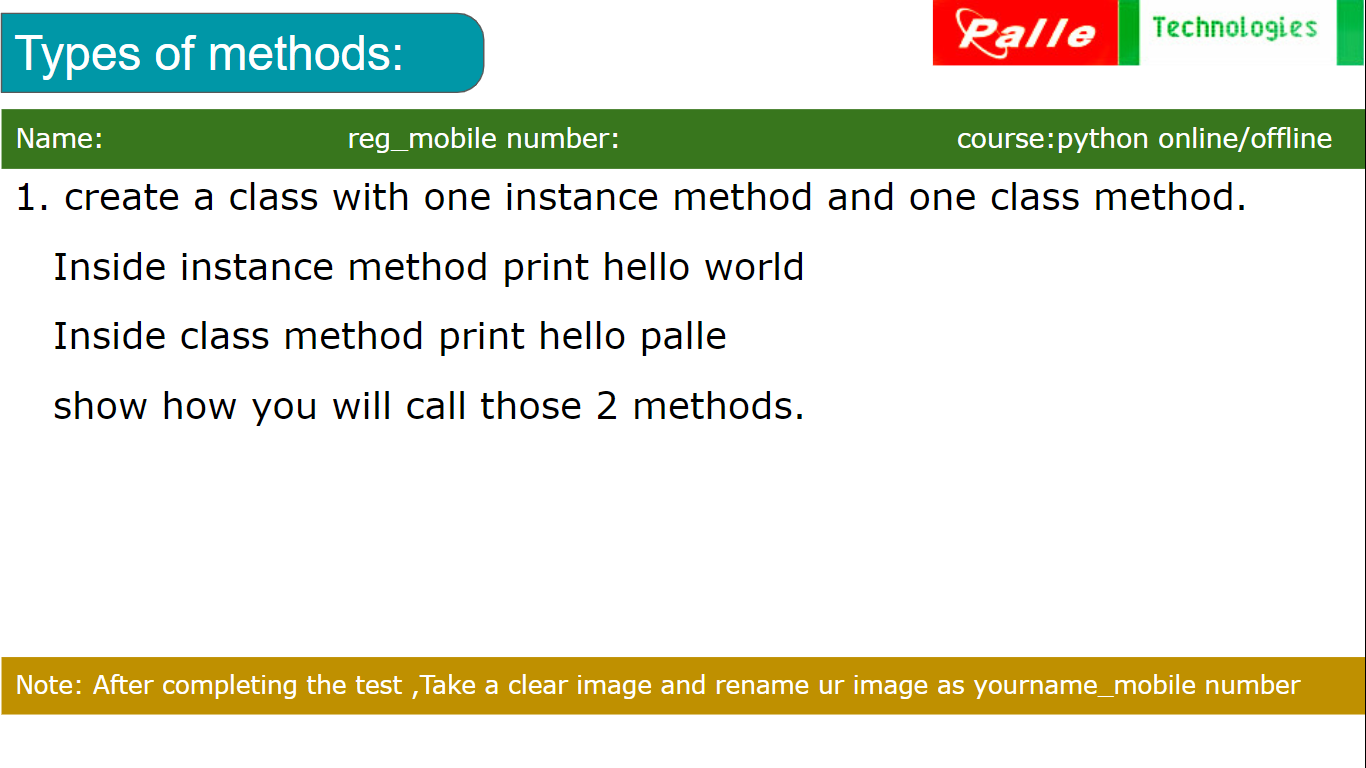 Types of methods:
Palle Technologies
Name: reg_mobile number: course:python online/offline
1. create a class with one instance method and one class method.
Inside instance method print hello world
Inside class method print hello palle
show how you will call those 2 methods.
Note: After completing the test ,Take a clear image and rename ur image as yourname_mobile number